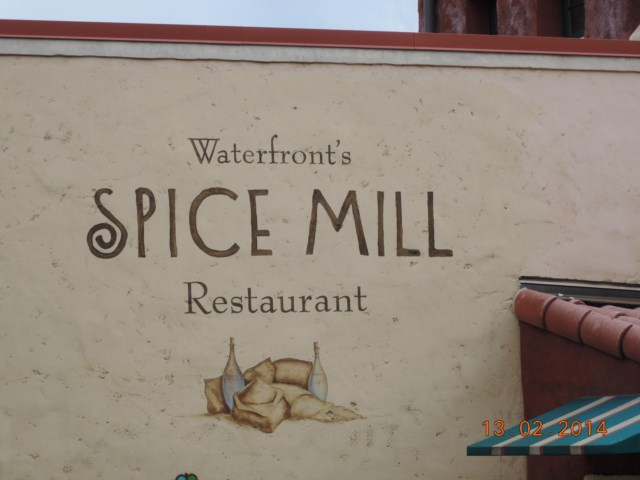 Waterfront's
SPICE MILL
Restaurant
13 02 2014